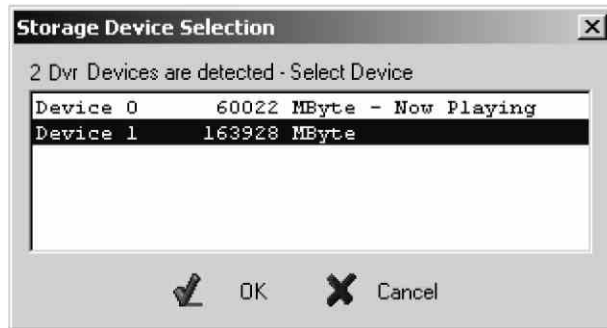 Storage Device Selection
2 Dvr Devices are detected - Select Device
Device 0 60022 MByte - Now Playing
Device 1 163928 MByte
OK Cancel